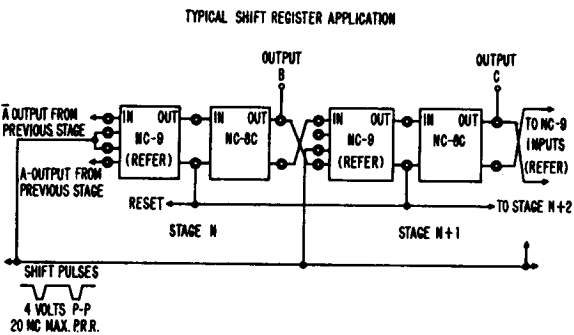 TYPICAL SHIFT REGISTER APPLICATION
OUTPUT
B
OUTPUT
C
A̅ OUTPUT FROM
PREVIOUS STAGE
IN OUT
NC-9
(REFER)
NC-8C
OUT
IN OUT
NC-9
(REFER)
NC-8C
OUT
TO NC-9
INPUTS
(REFER)
A-OUTPUT FROM
PREVIOUS STAGE
RESET
TO STAGE N+2
STAGE N
STAGE N+1
SHIFT PULSES
4 VOLTS P-P
20 MC MAX. P.R.R.